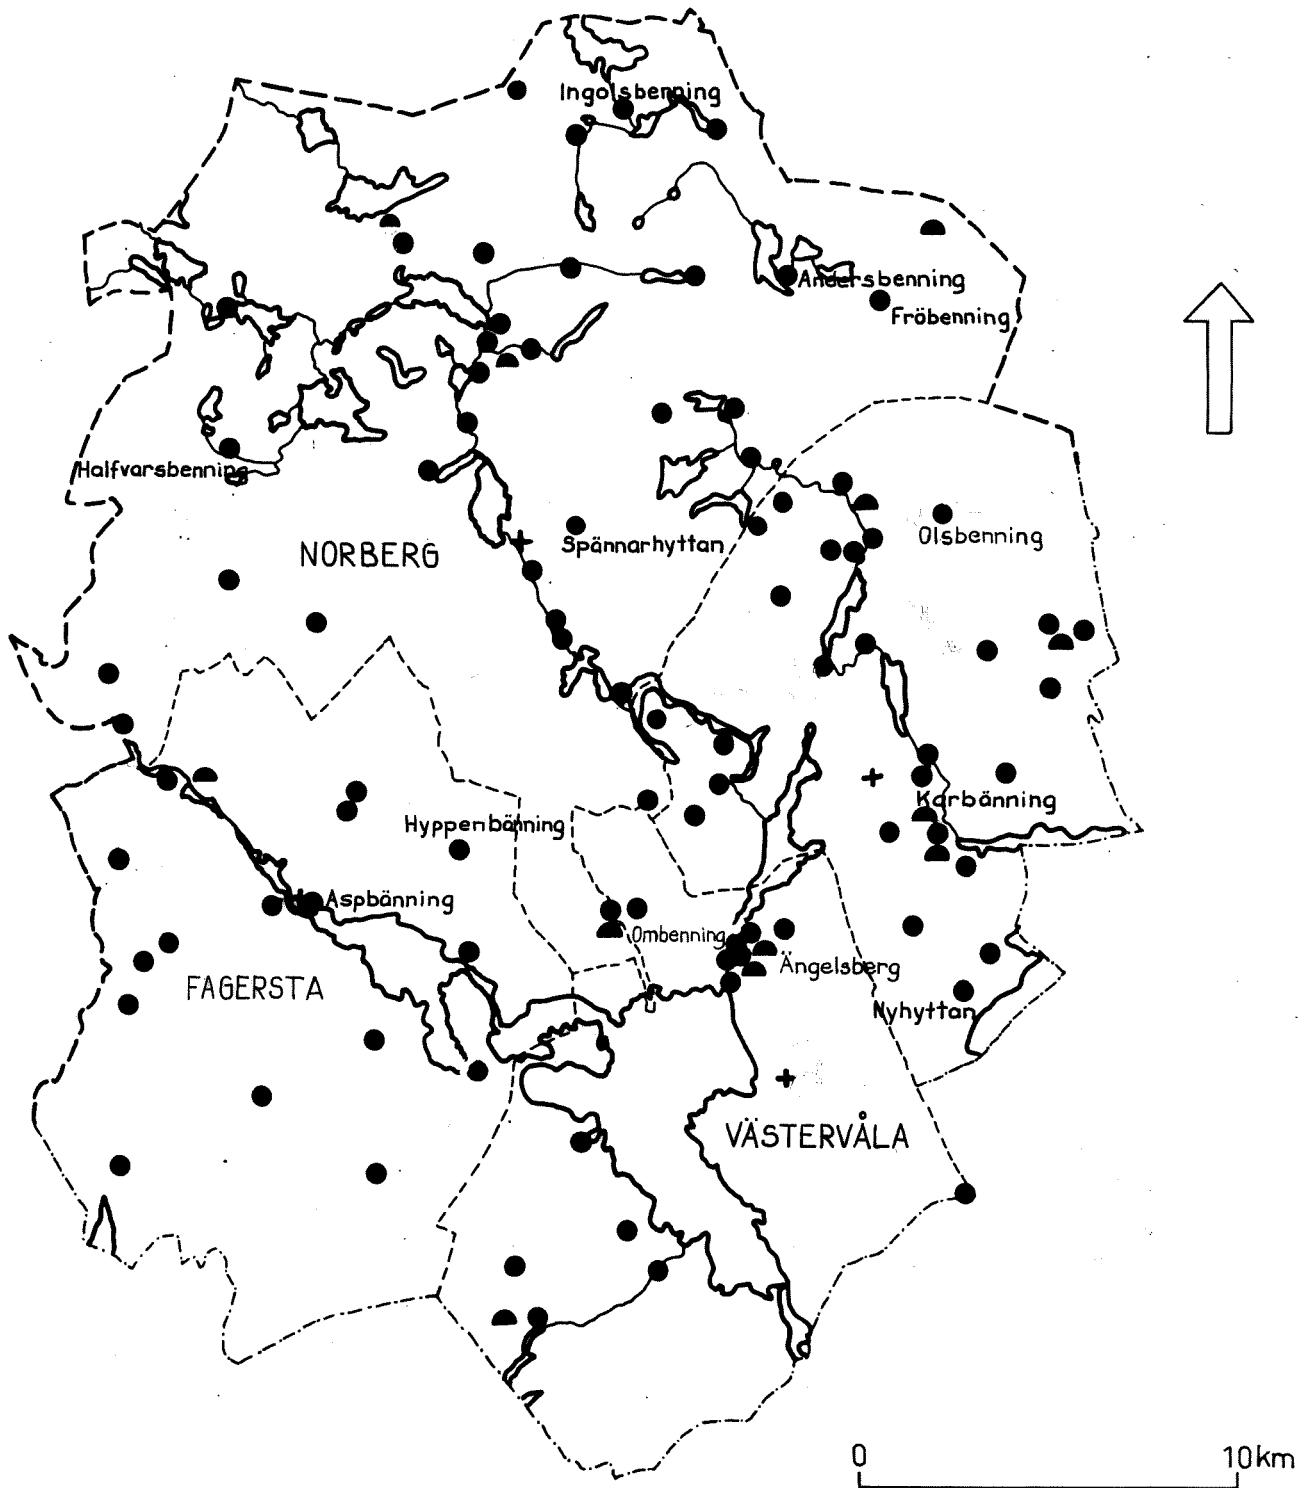 Ingolsbenning
Andersbenning
Fröbenning
Halfvarsbenning
Olsbenning
Spännarhyttan
NORBERG
Karbänning
Hyppenbänning
Aspbänning
Ombenning
Ängelsberg
FAGERSTA
Nyhyttan
VÄSTERVÅLA
0 10km